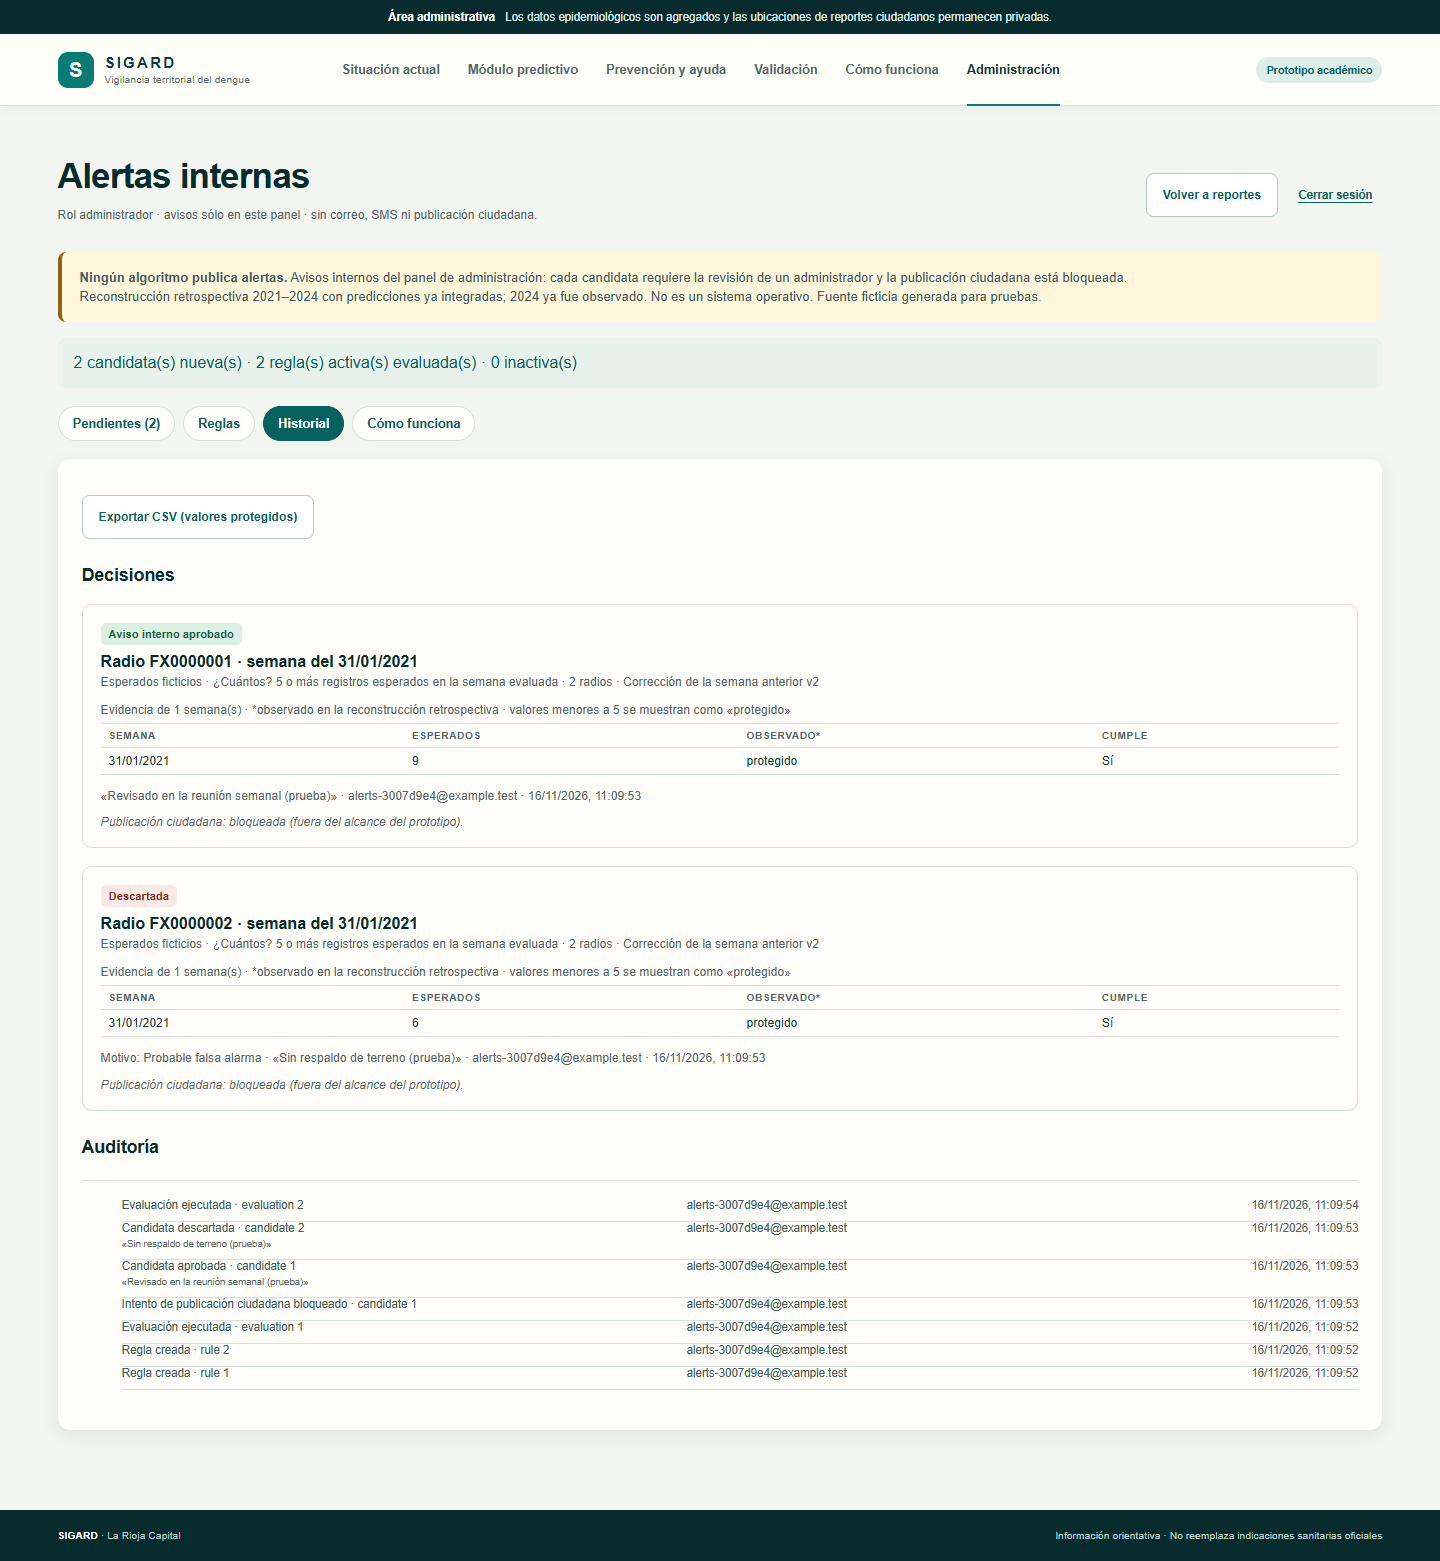 Área administrativa Los datos epidemiológicos son agregados y las ubicaciones de reportes ciudadanos permanecen privadas.
S
SIGARD
Vigilancia territorial del dengue
Situación actual Módulo predictivo Prevención y ayuda Validación Cómo funciona Administración
Prototipo académico
Alertas internas
Rol administrador · avisos sólo en este panel · sin correo, SMS ni publicación ciudadana.
Volver a reportes
Cerrar sesión
Ningún algoritmo publica alertas. Avisos internos del panel de administración: cada candidata requiere la revisión de un administrador y la publicación ciudadana está bloqueada.
Reconstrucción retrospectiva 2021–2024 con predicciones ya integradas; 2024 ya fue observado. No es un sistema operativo. Fuente ficticia generada para pruebas.
2 candidata(s) nueva(s) · 2 regla(s) activa(s) evaluada(s) · 0 inactiva(s)
Pendientes (2) Reglas Historial Cómo funciona
Exportar CSV (valores protegidos)
Decisiones
Aviso interno aprobado
Radio FX0000001 · semana del 31/01/2021
Esperados ficticios · ¿Cuántos? 5 o más registros esperados en la semana evaluada · 2 radios · Corrección de la semana anterior v2
Evidencia de 1 semana(s) · *observado en la reconstrucción retrospectiva · valores menores a 5 se muestran como «protegido»
SEMANA ESPERADOS OBSERVADO* CUMPLE
31/01/2021 9 protegido Sí
«Revisado en la reunión semanal (prueba)» · alerts-3007d9e4@example.test · 16/11/2026, 11:09:53
Publicación ciudadana: bloqueada (fuera del alcance del prototipo).
Descartada
Radio FX0000002 · semana del 31/01/2021
Esperados ficticios · ¿Cuántos? 5 o más registros esperados en la semana evaluada · 2 radios · Corrección de la semana anterior v2
Evidencia de 1 semana(s) · *observado en la reconstrucción retrospectiva · valores menores a 5 se muestran como «protegido»
SEMANA ESPERADOS OBSERVADO* CUMPLE
31/01/2021 6 protegido Sí
Motivo: Probable falsa alarma · «Sin respaldo de terreno (prueba)» · alerts-3007d9e4@example.test · 16/11/2026, 11:09:53
Publicación ciudadana: bloqueada (fuera del alcance del prototipo).
Auditoría
Evaluación ejecutada · evaluation 2 alerts-3007d9e4@example.test 16/11/2026, 11:09:54
Candidata descartada · candidate 2 alerts-3007d9e4@example.test 16/11/2026, 11:09:53
«Sin respaldo de terreno (prueba)»
Candidata aprobada · candidate 1 alerts-3007d9e4@example.test 16/11/2026, 11:09:53
«Revisado en la reunión semanal (prueba)»
Intento de publicación ciudadana bloqueado · candidate 1 alerts-3007d9e4@example.test 16/11/2026, 11:09:53
Evaluación ejecutada · evaluation 1 alerts-3007d9e4@example.test 16/11/2026, 11:09:52
Regla creada · rule 2 alerts-3007d9e4@example.test 16/11/2026, 11:09:52
Regla creada · rule 1 alerts-3007d9e4@example.test 16/11/2026, 11:09:52
SIGARD · La Rioja Capital
Información orientativa · No reemplaza indicaciones sanitarias oficiales